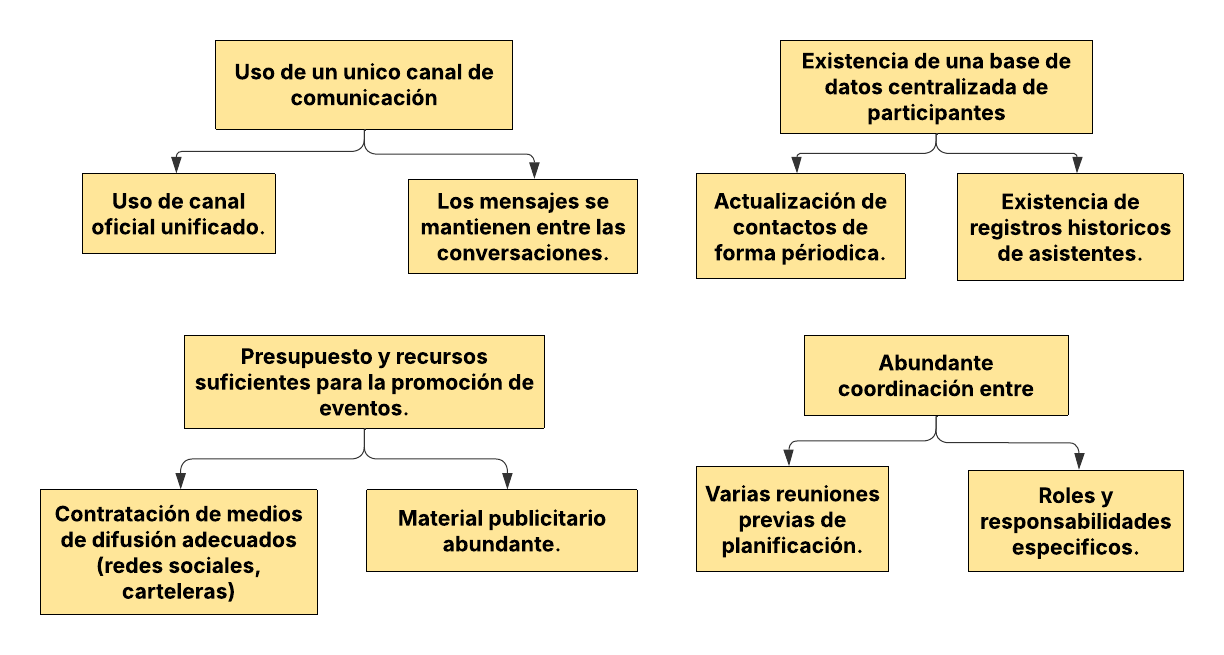 Uso de un unico canal de
comunicación
Uso de canal
oficial unificado.
Los mensajes se
mantienen entre las
conversaciones.
Existencia de una base de
datos centralizada de
participantes
Actualización de
contactos de
forma périodica.
Existencia de
registros historicos
de asistentes.
Presupuesto y recursos
suficientes para la promoción de
eventos.
Contratación de medios
de difusión adecuados
(redes sociales,
carteleras)
Material publicitario
abundante.
Abundante
coordinación entre
Varias reuniones
previas de
planificación.
Roles y
responsabilidades
especificos.